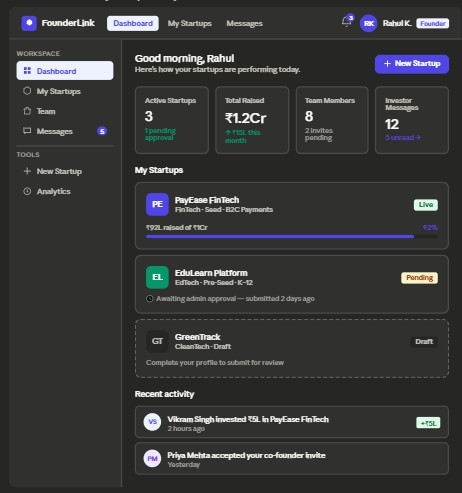 FounderLink
Dashboard
My Startups
Messages
3
RK
Rahul K.
Founder
WORKSPACE
Dashboard
My Startups
Team
Messages
5
TOOLS
New Startup
Analytics
Good morning, Rahul
Here's how your startups are performing today.
+ New Startup
Active Startups
3
1 pending
approval
Total Raised
₹1.2Cr
↑ ₹15L this
month
Team Members
8
2 invites
pending
Investor
Messages
12
5 unread →
My Startups
PE
PayEase FinTech
FinTech · Seed · B2C Payments
Live
₹92L raised of ₹1Cr
92%
EL
EduLearn Platform
EdTech · Pre-Seed · K-12
Pending
Awaiting admin approval — submitted 2 days ago
GT
GreenTrack
CleanTech · Draft
Draft
Complete your profile to submit for review
Recent activity
VS
Vikram Singh invested ₹5L in PayEase FinTech
2 hours ago
+₹5L
PM
Priya Mehta accepted your co-founder invite
Yesterday